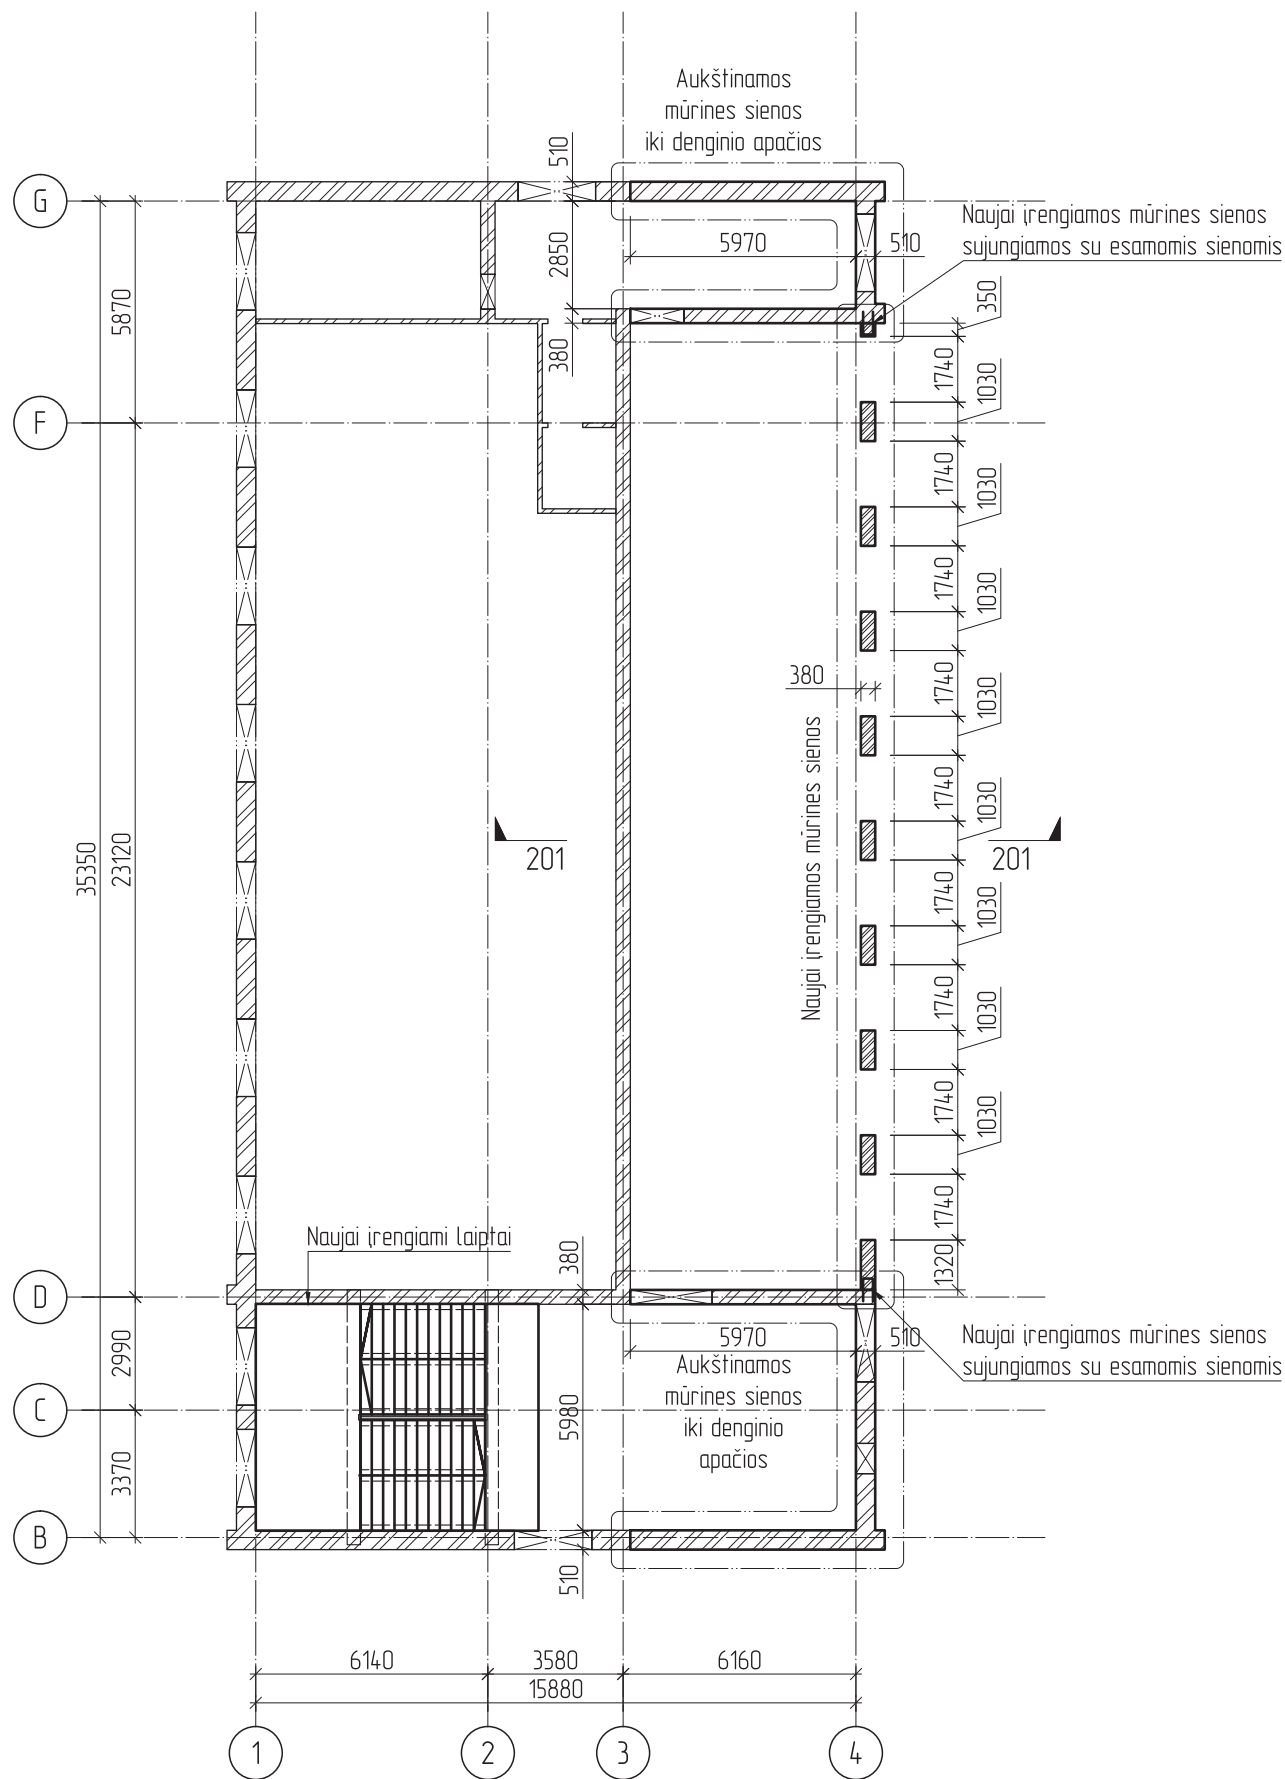 Aukštinamos
mūrines sienos
iki denginio apačios
510
G
Naujai įrengiamos mūrines sienos
sujungiamos su esamomis sienomis
5970
510
2850
5870
350
380
1740
1030
F
1740
1030
1740
1030
1740
1030
380
Naujai įrengiamos mūrines sienos
35350
23120
201
201
1740
1030
1740
1030
1740
1030
1740
1030
1740
1320
Naujai įrengiami laiptai
380
D
5970
510
Naujai įrengiamos mūrines sienos
sujungiamos su esamomis sienomis
Aukštinamos
mūrines sienos
iki denginio
apačios
2990
C
5980
3370
B
510
6140
3580
6160
15880
1
2
3
4